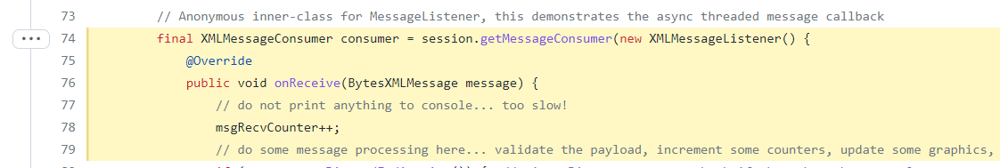 73 // Anonymous inner-class for MessageListener, this demonstrates the async threaded message callback
74 final XMLMessageConsumer consumer = session.getMessageConsumer(new XMLMessageListener() {
75 @Override
76 public void onReceive(BytesXMLMessage message) {
77 // do not print anything to console... too slow!
78 msgRecvCounter++;
79 // do some message processing here... validate the payload, increment some counters, update some graphics,